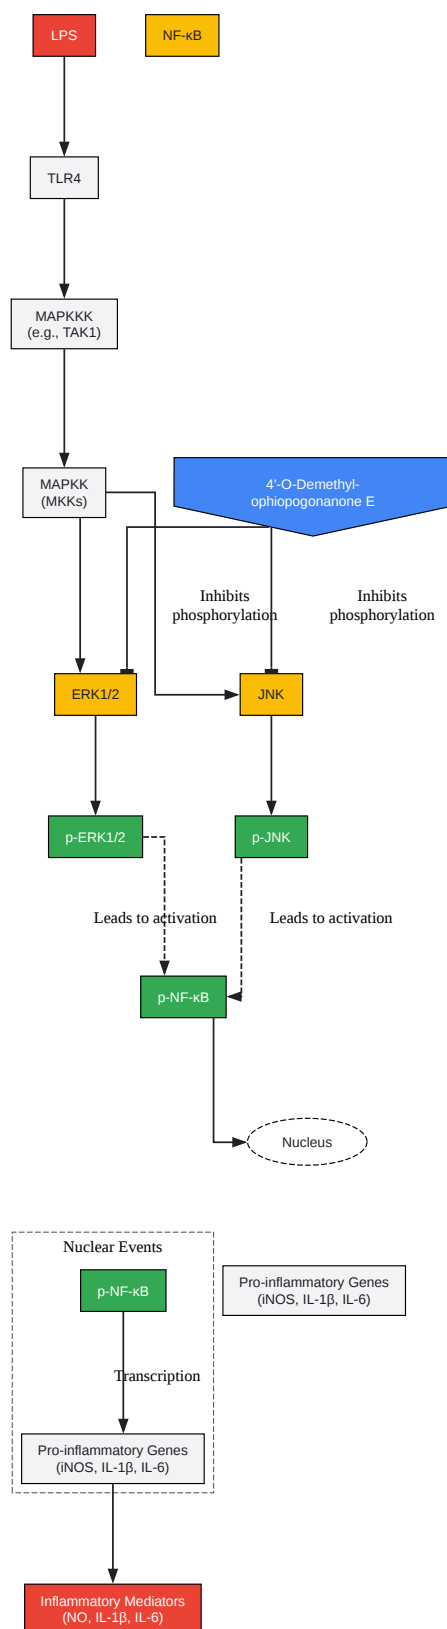 LPS
NF-κB
TLR4
MAPKKK
(e.g., TAK1)
MAPKK
(MKKs)
4'-O-Demethyl-
ophiopogonanone E
Inhibits
phosphorylation
Inhibits
phosphorylation
ERK1/2
JNK
p-ERK1/2
p-JNK
Leads to activation
Leads to activation
p-NF-κB
Nucleus
Nuclear Events
p-NF-κB
Pro-inflammatory Genes
(iNOS, IL-1β, IL-6)
Transcription
Pro-inflammatory Genes
(iNOS, IL-1β, IL-6)
Inflammatory Mediators
(NO, IL-1β, IL-6)